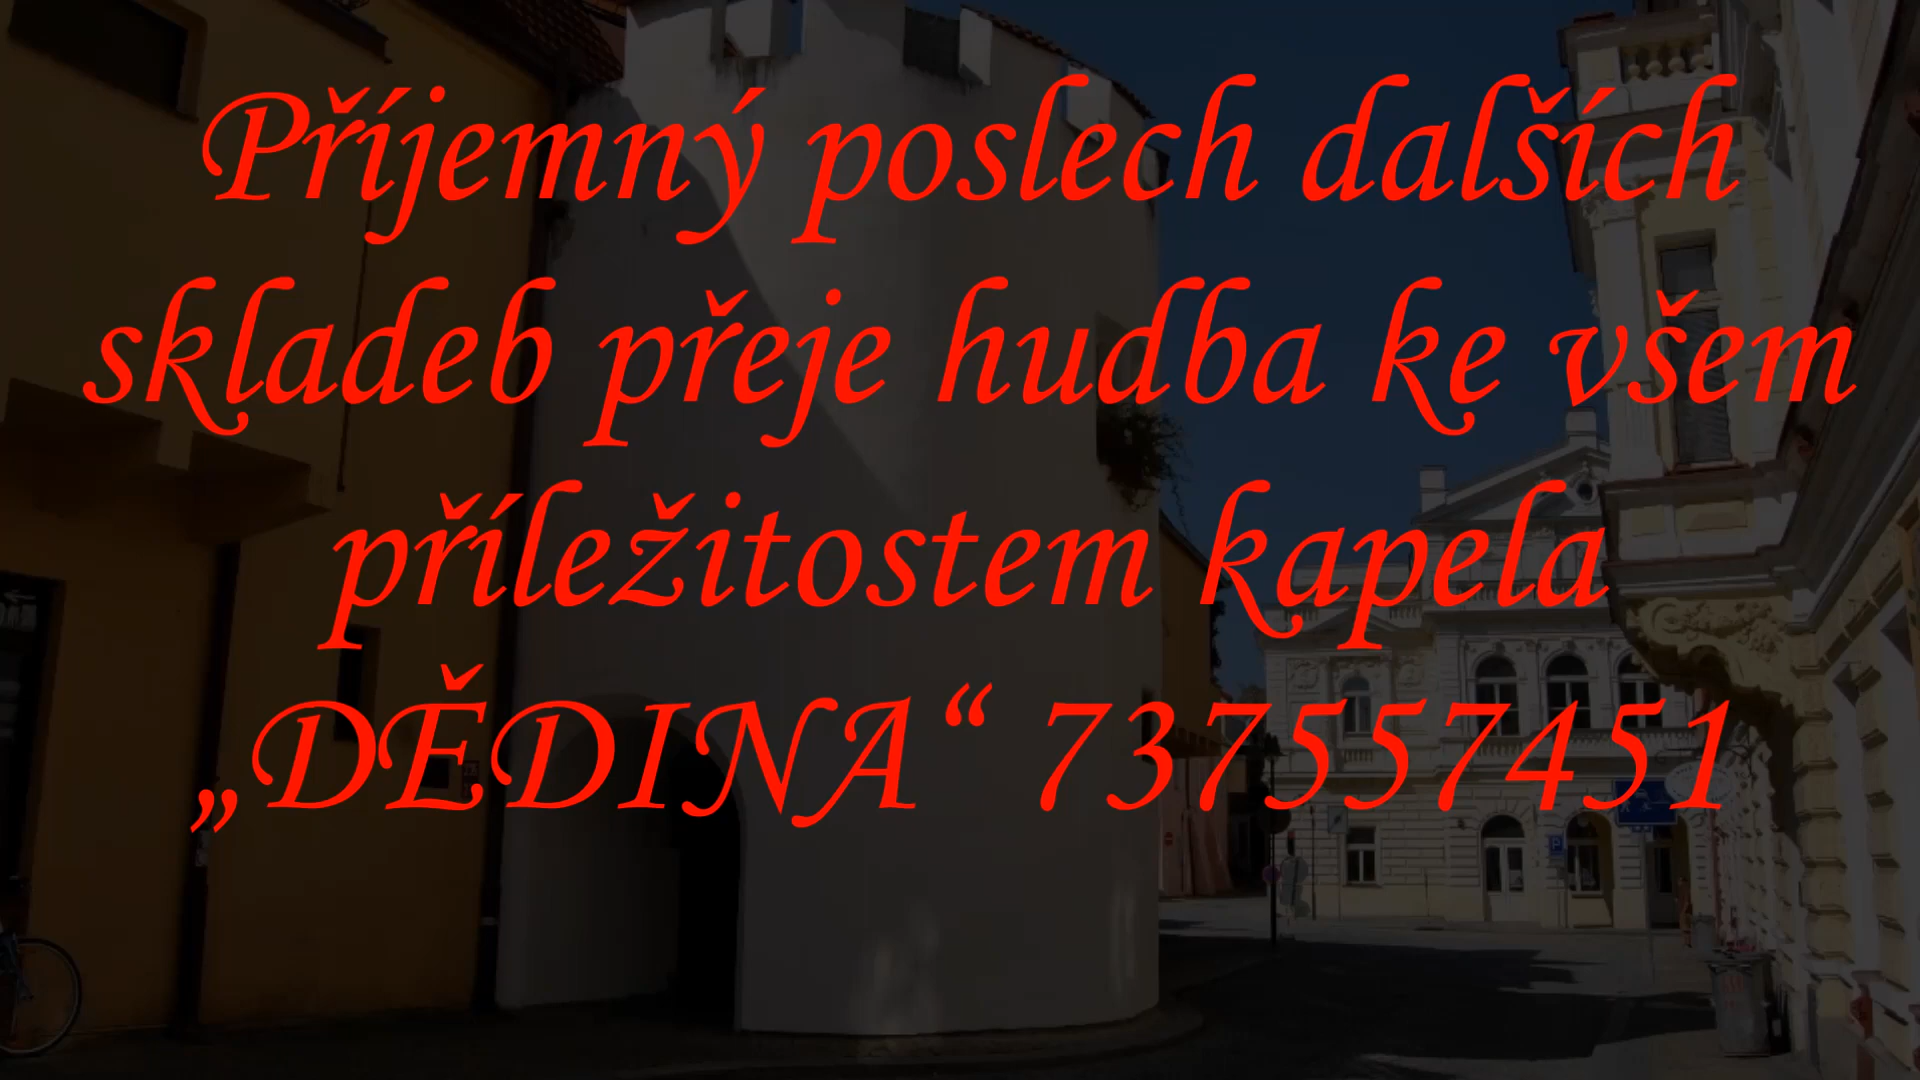 Příjemný poslech dalších
skladeb přeje hudba ke všem
příležitostem kapela
„DĚDINA“ 737557451